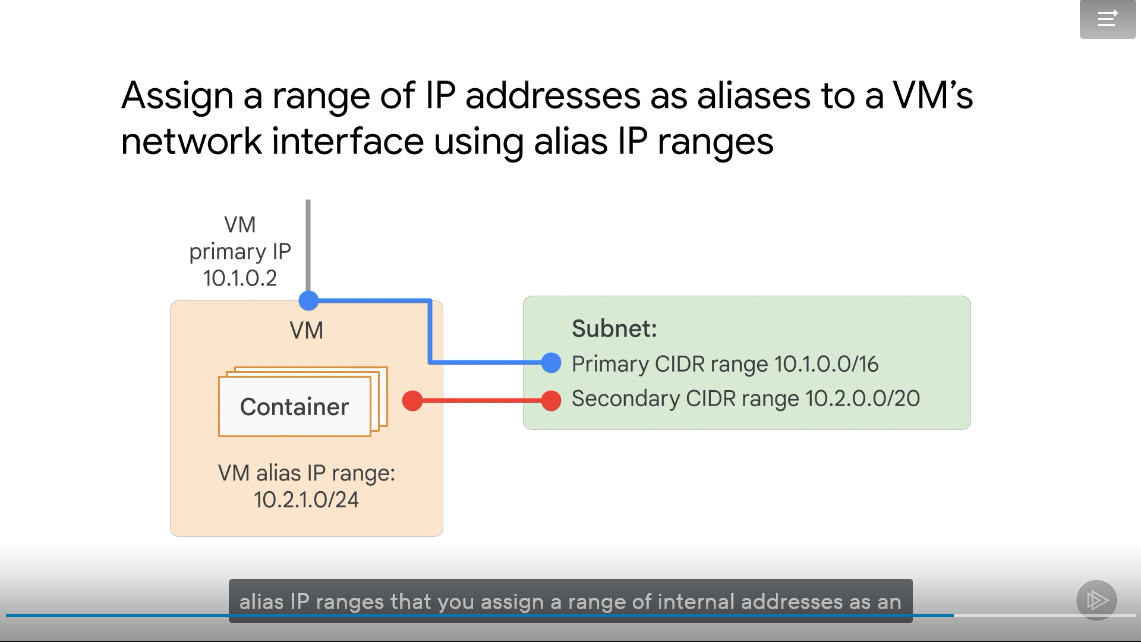 Assign a range of IP addresses as aliases to a VM’s
network interface using alias IP ranges
VM
primary IP
10.1.0.2
VM
Container
VM alias IP range:
10.2.1.0/24
Subnet:
Primary CIDR range 10.1.0.0/16
Secondary CIDR range 10.2.0.0/20
alias IP ranges that you assign a range of internal addresses as an